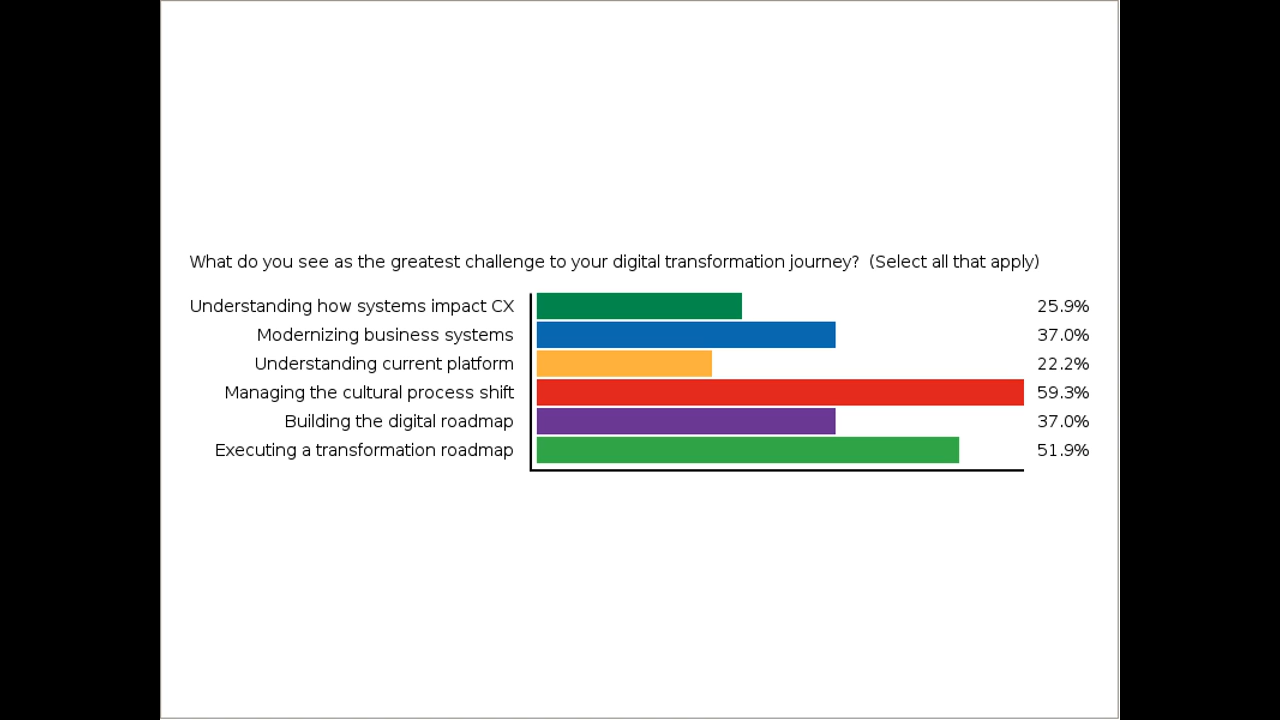 What do you see as the greatest challenge to your digital transformation journey?  (Select all that apply)
Understanding how systems impact CX 25.9%
Modernizing business systems 37.0%
Understanding current platform 22.2%
Managing the cultural process shift 59.3%
Building the digital roadmap 37.0%
Executing a transformation roadmap 51.9%